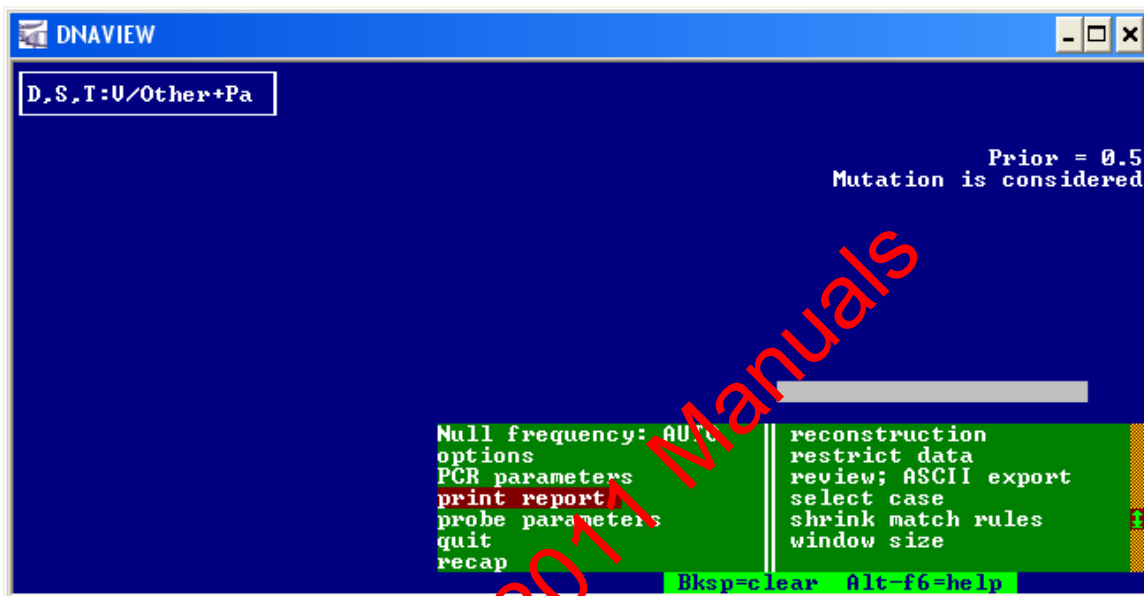 DNAVIEW
D,S,T:V/Other+Pa
Prior = 0.5
Mutation is considered
Null frequency: AUTO
options
PCR parameters
print report
probe parameters
quit
recap
reconstruction
restrict data
review; ASCII export
select case
shrink match rules
window size
Bksp=clear Alt-f6=help
2011 Manuals